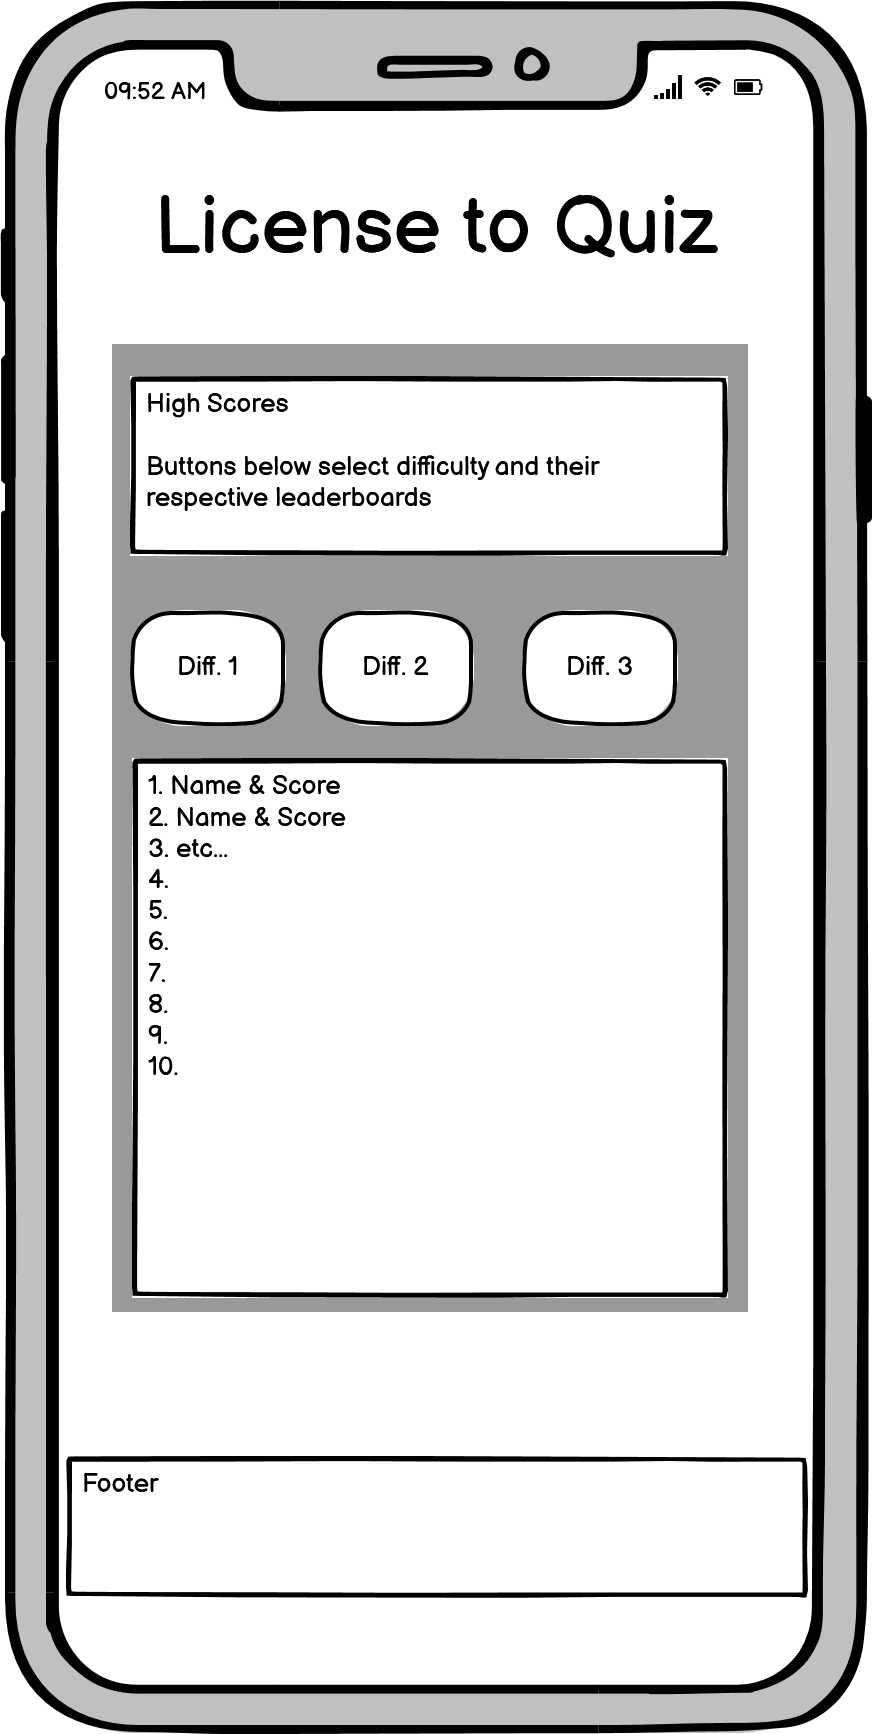 09:52 AM
License to Quiz
High Scores
Buttons below select difficulty and their
respective leaderboards
Diff. 1
Diff. 2
Diff. 3
1. Name & Score
2. Name & Score
3. etc...
4.
5.
6.
7.
8.
9.
10.
Footer